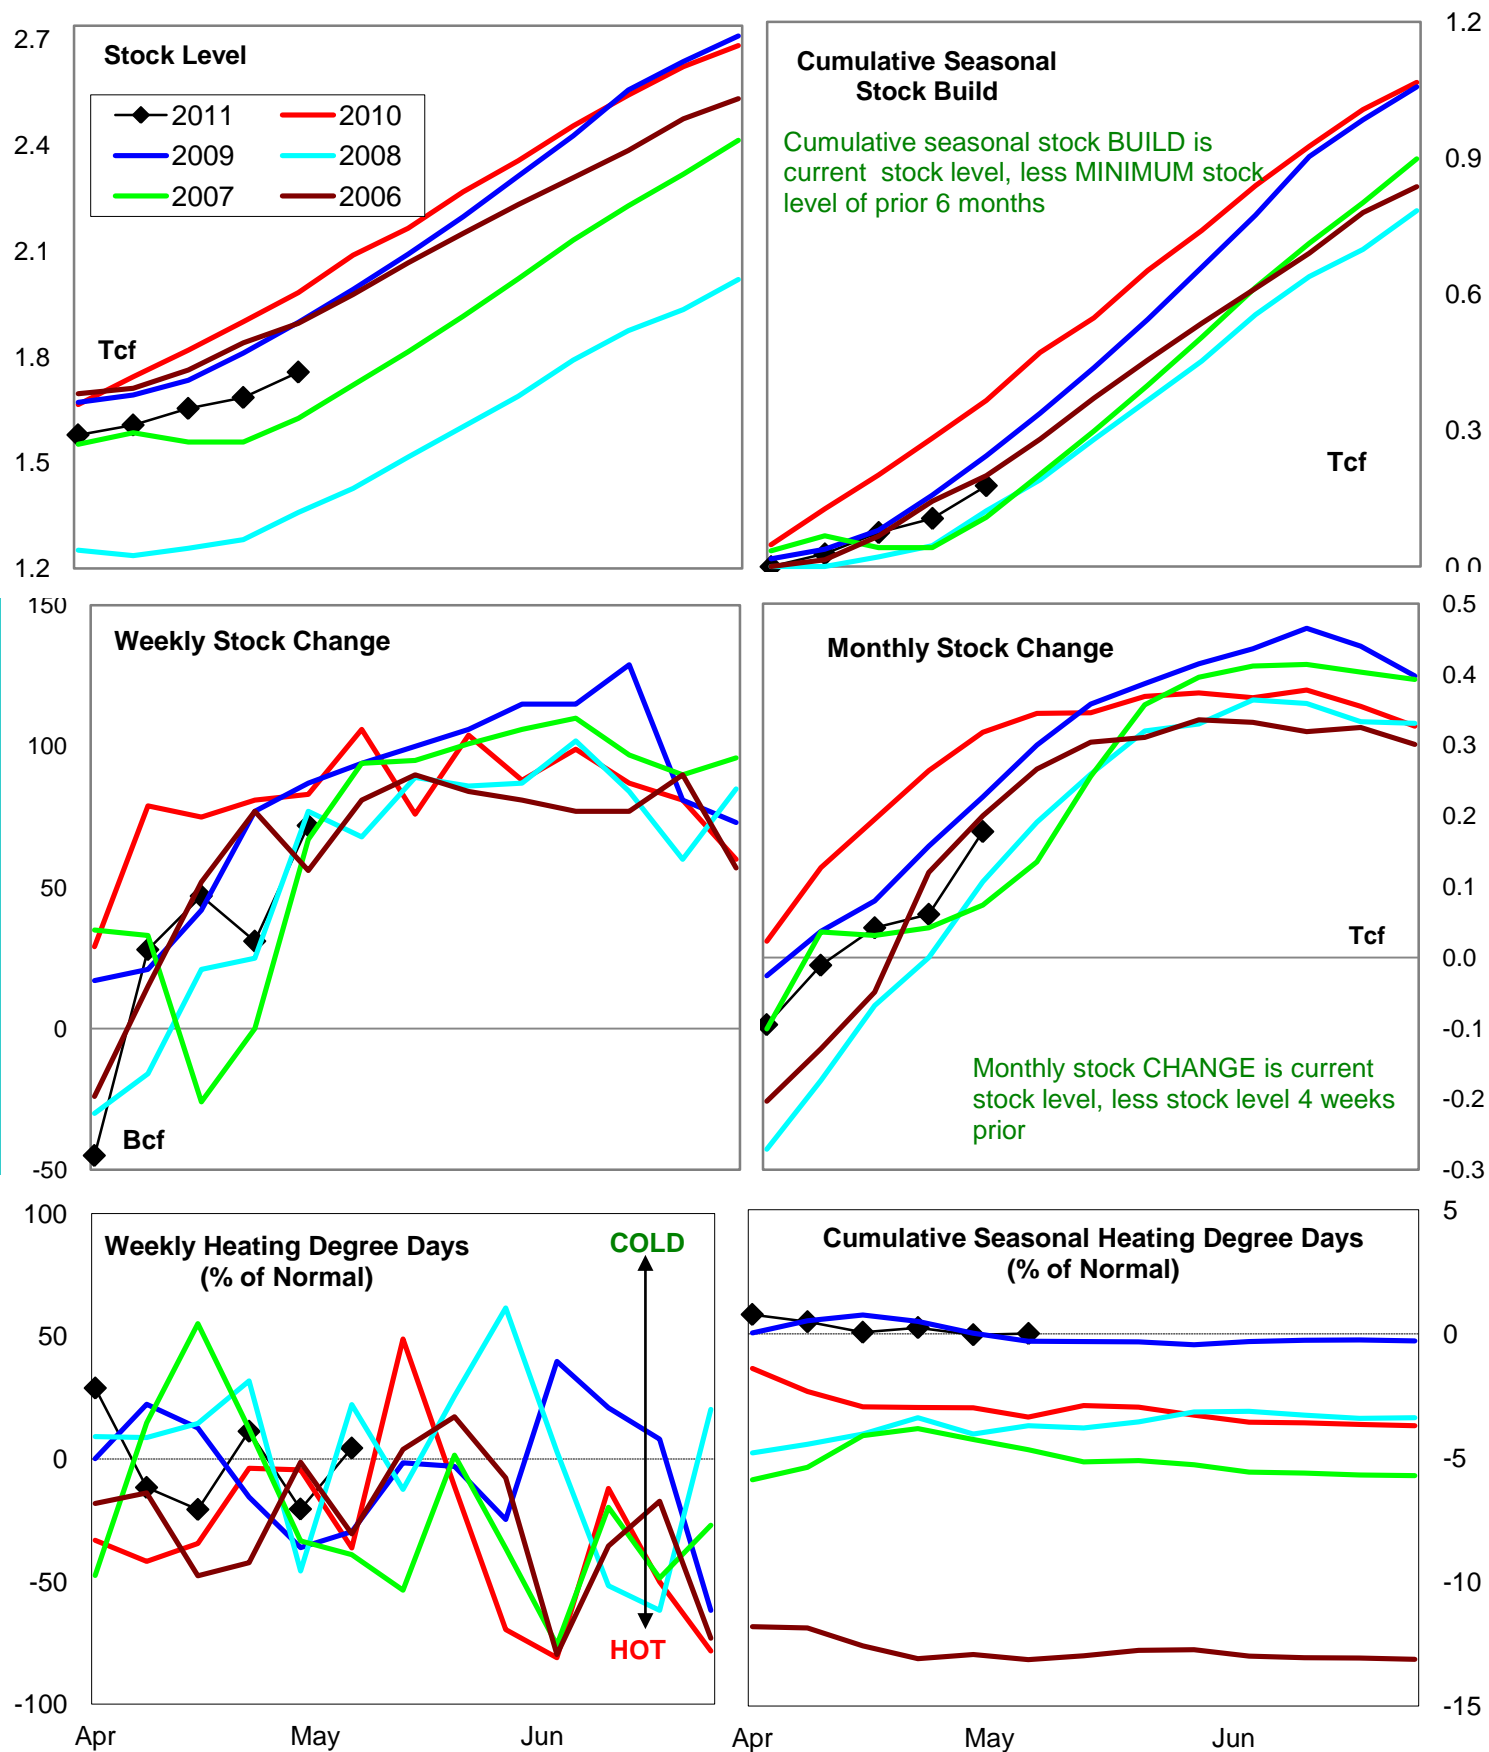 Stock Level
2011 2010
2009 2008
2007 2006
Tcf
2.7
2.4
2.1
1.8
1.5
1.2
Cumulative Seasonal
Stock Build
Cumulative seasonal stock BUILD is
current stock level, less MINIMUM stock
level of prior 6 months
Tcf
1.2
0.9
0.6
0.3
0.0
Weekly Stock Change
Bcf
150
100
50
0
-50
Monthly Stock Change
Tcf
Monthly stock CHANGE is current
stock level, less stock level 4 weeks
prior
0.5
0.4
0.3
0.2
0.1
0.0
-0.1
-0.2
-0.3
Weekly Heating Degree Days
(% of Normal)
COLD
HOT
100
50
0
-50
-100
Apr May Jun
Cumulative Seasonal Heating Degree Days
(% of Normal)
5
0
-5
-10
-15
Apr May Jun